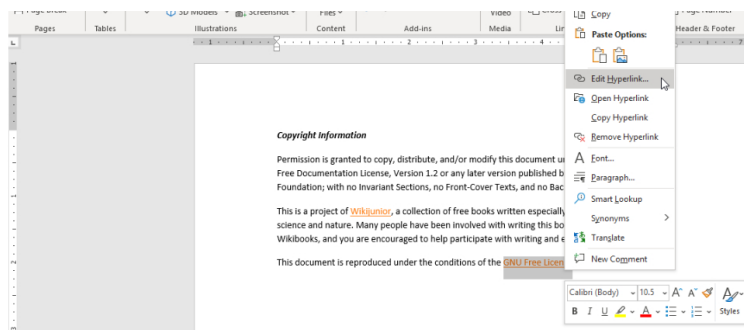 3D Models Screenshot
Files
Video
Pages Tables Illustrations Content Add-ins Media Header & Footer
Copy
Paste Options:
Edit Hyperlink...
Open Hyperlink
Copy Hyperlink
Remove Hyperlink
Font...
Paragraph...
Smart Lookup
Synonyms
Translate
New Comment
Copyright Information
Permission is granted to copy, distribute, and/or modify this document
Free Documentation License, Version 1.2 or any later version published
Foundation; with no Invariant Sections, no Front-Cover Texts, and no
This is a project of Wikijunior, a collection of free books written especially
science and nature. Many people have been involved with writing this
Wikibooks, and you are encouraged to help participate with writing and
This document is reproduced under the conditions of the GNU Free
Calibri (Body) 10.5 A A
B I U A Styles